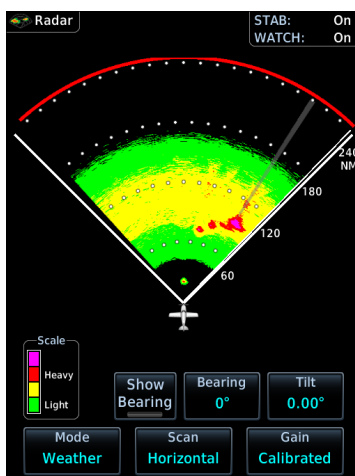 Radar
STAB: On
WATCH: On
240
NM
180
120
60
Scale
Heavy
Light
Show
Bearing
Bearing
0°
Tilt
0.00°
Mode
Weather
Scan
Horizontal
Gain
Calibrated